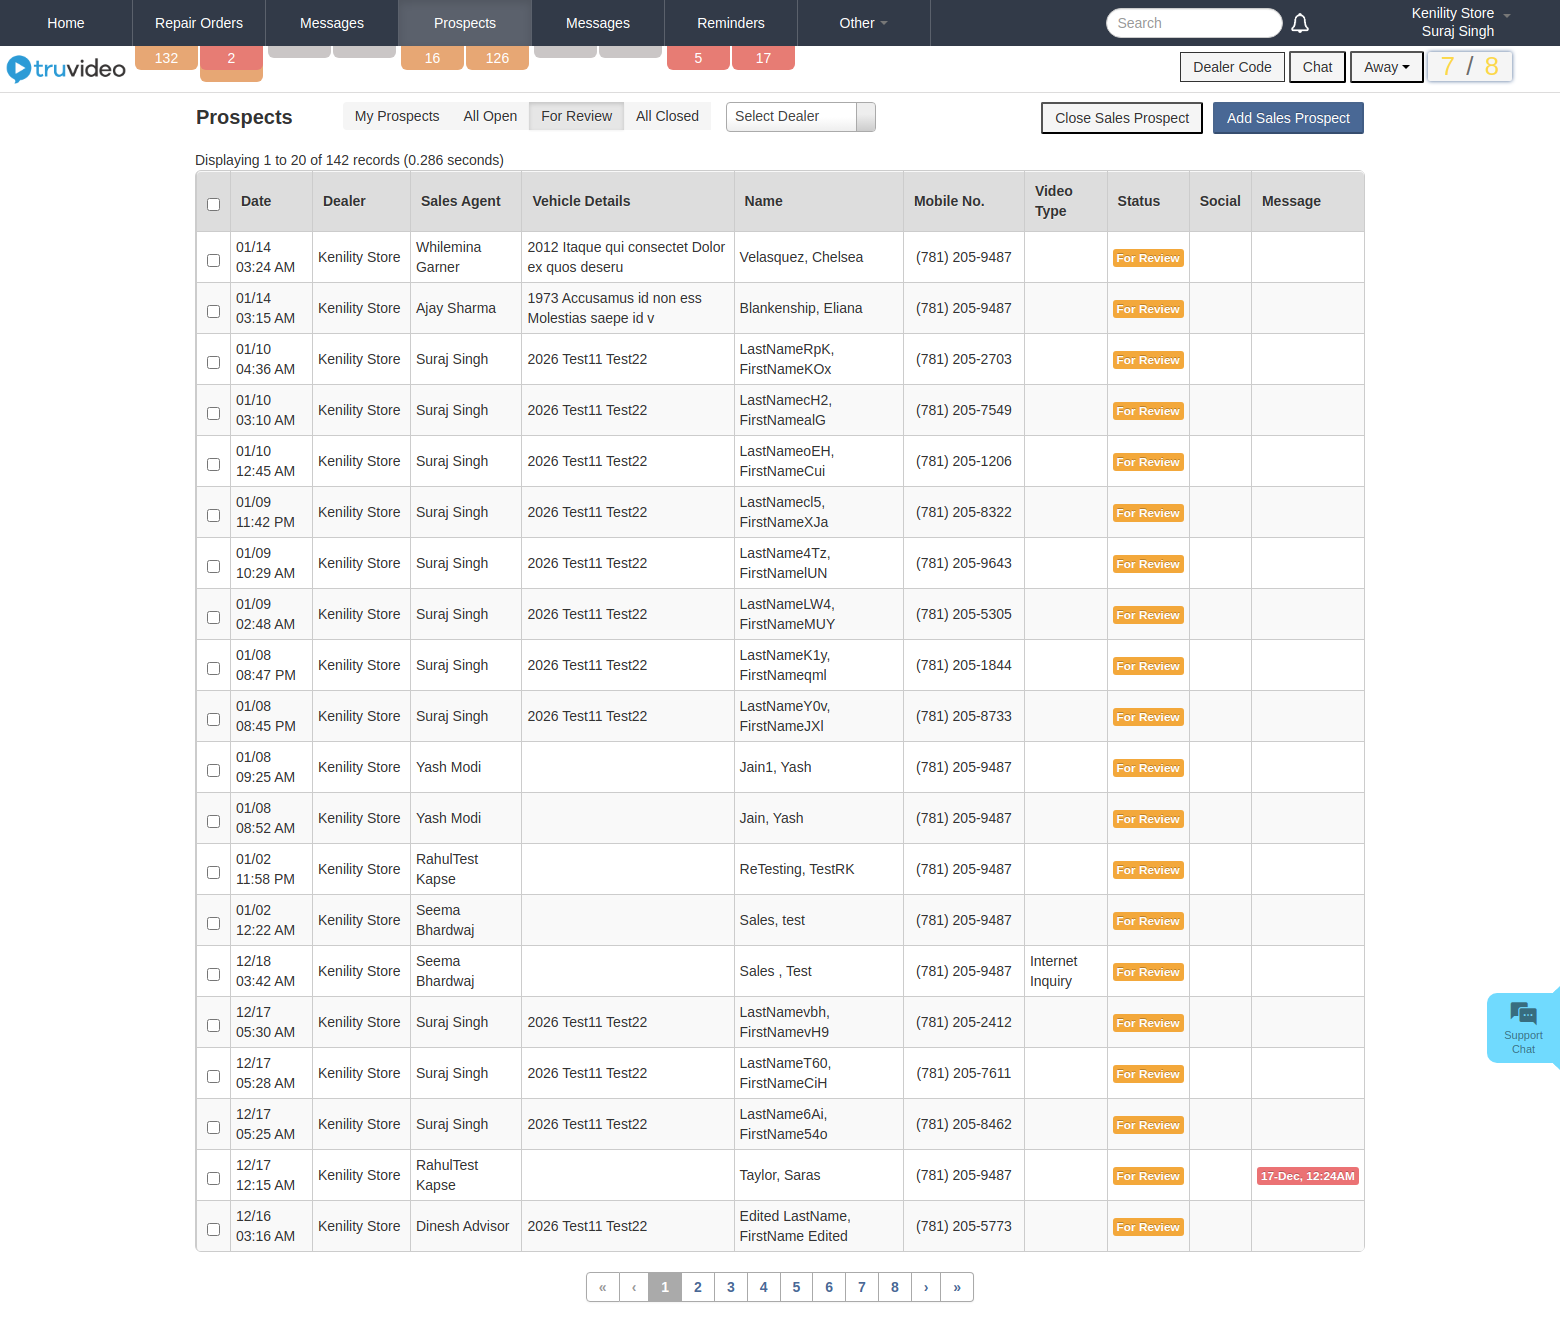 Home Repair Orders Messages Prospects Messages Reminders Other Search Kenility Store
Suraj Singh
truvideo 132 2 16 126 5 17 Dealer Code Chat Away 7 / 8
Prospects My Prospects All Open For Review All Closed Select Dealer Close Sales Prospect Add Sales Prospect
Displaying 1 to 20 of 142 records (0.286 seconds)
Date Dealer Sales Agent Vehicle Details Name Mobile No. Video Type Status Social Message
01/14 03:24 AM Kenility Store Whilemina Garner 2012 Itaque qui consectet Dolor ex quos deseru Velasquez, Chelsea (781) 205-9487 For Review
01/14 03:15 AM Kenility Store Ajay Sharma 1973 Accusamus id non ess Molestias saepe id v Blankenship, Eliana (781) 205-9487 For Review
01/10 04:36 AM Kenility Store Suraj Singh 2026 Test11 Test22 LastNameRpK, FirstNameKOx (781) 205-2703 For Review
01/10 03:10 AM Kenility Store Suraj Singh 2026 Test11 Test22 LastNamecH2, FirstNamealG (781) 205-7549 For Review
01/10 12:45 AM Kenility Store Suraj Singh 2026 Test11 Test22 LastNameoEH, FirstNameCui (781) 205-1206 For Review
01/09 11:42 PM Kenility Store Suraj Singh 2026 Test11 Test22 LastNamecl5, FirstNameXJa (781) 205-8322 For Review
01/09 10:29 AM Kenility Store Suraj Singh 2026 Test11 Test22 LastName4Tz, FirstNamelUN (781) 205-9643 For Review
01/09 02:48 AM Kenility Store Suraj Singh 2026 Test11 Test22 LastNameLW4, FirstNameMUY (781) 205-5305 For Review
01/08 08:47 PM Kenility Store Suraj Singh 2026 Test11 Test22 LastNameK1y, FirstNameqml (781) 205-1844 For Review
01/08 08:45 PM Kenility Store Suraj Singh 2026 Test11 Test22 LastNameY0v, FirstNameJXl (781) 205-8733 For Review
01/08 09:25 AM Kenility Store Yash Modi Jain1, Yash (781) 205-9487 For Review
01/08 08:52 AM Kenility Store Yash Modi Jain, Yash (781) 205-9487 For Review
01/02 11:58 PM Kenility Store RahulTest Kapse ReTesting, TestRK (781) 205-9487 For Review
01/02 12:22 AM Kenility Store Seema Bhardwaj Sales, test (781) 205-9487 For Review
12/18 03:42 AM Kenility Store Seema Bhardwaj Sales , Test (781) 205-9487 Internet Inquiry For Review
12/17 05:30 AM Kenility Store Suraj Singh 2026 Test11 Test22 LastNamevbh, FirstNamevH9 (781) 205-2412 For Review
12/17 05:28 AM Kenility Store Suraj Singh 2026 Test11 Test22 LastNameT60, FirstNameCiH (781) 205-7611 For Review
12/17 05:25 AM Kenility Store Suraj Singh 2026 Test11 Test22 LastName6Ai, FirstName54o (781) 205-8462 For Review
12/17 12:15 AM Kenility Store RahulTest Kapse Taylor, Saras (781) 205-9487 For Review 17-Dec, 12:24AM
12/16 03:16 AM Kenility Store Dinesh Advisor 2026 Test11 Test22 Edited LastName, FirstName Edited (781) 205-5773 For Review
Support
Chat
« ‹ 1 2 3 4 5 6 7 8 › »